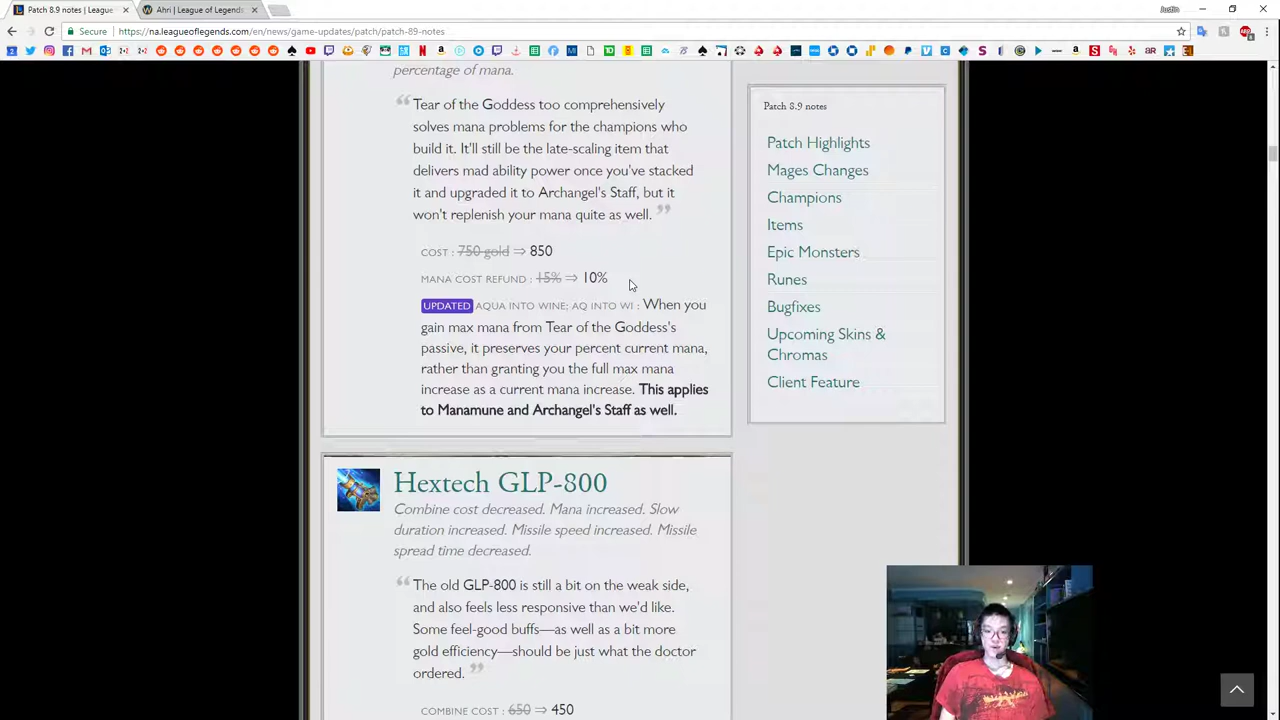 Patch 8.9 notes | League
Ahri | League of Legends
Justin
Secure
https://na.leagueoflegends.com/en/news/game-updates/patch/patch-89-notes
percentage of mana.
“ Tear of the Goddess too comprehensively
solves mana problems for the champions who
build it. It'll still be the late-scaling item that
delivers mad ability power once you've stacked
it and upgraded it to Archangel's Staff, but it
won't replenish your mana quite as well. ”
COST : 750 gold ⇒ 850
MANA COST REFUND : 15% ⇒ 10%
UPDATED AQUA INTO WINE; AQ INTO WI : When you
gain max mana from Tear of the Goddess's
passive, it preserves your percent current mana,
rather than granting you the full max mana
increase as a current mana increase. This applies
to Manamune and Archangel's Staff as well.
Hextech GLP-800
Combine cost decreased. Mana increased. Slow
duration increased. Missile speed increased. Missile
spread time decreased.
“ The old GLP-800 is still a bit on the weak side,
and also feels less responsive than we'd like.
Some feel-good buffs—as well as a bit more
gold efficiency—should be just what the doctor
ordered. ”
COMBINE COST : 650 ⇒ 450
Patch 8.9 notes
Patch Highlights
Mages Changes
Champions
Items
Epic Monsters
Runes
Bugfixes
Upcoming Skins &
Chromas
Client Feature